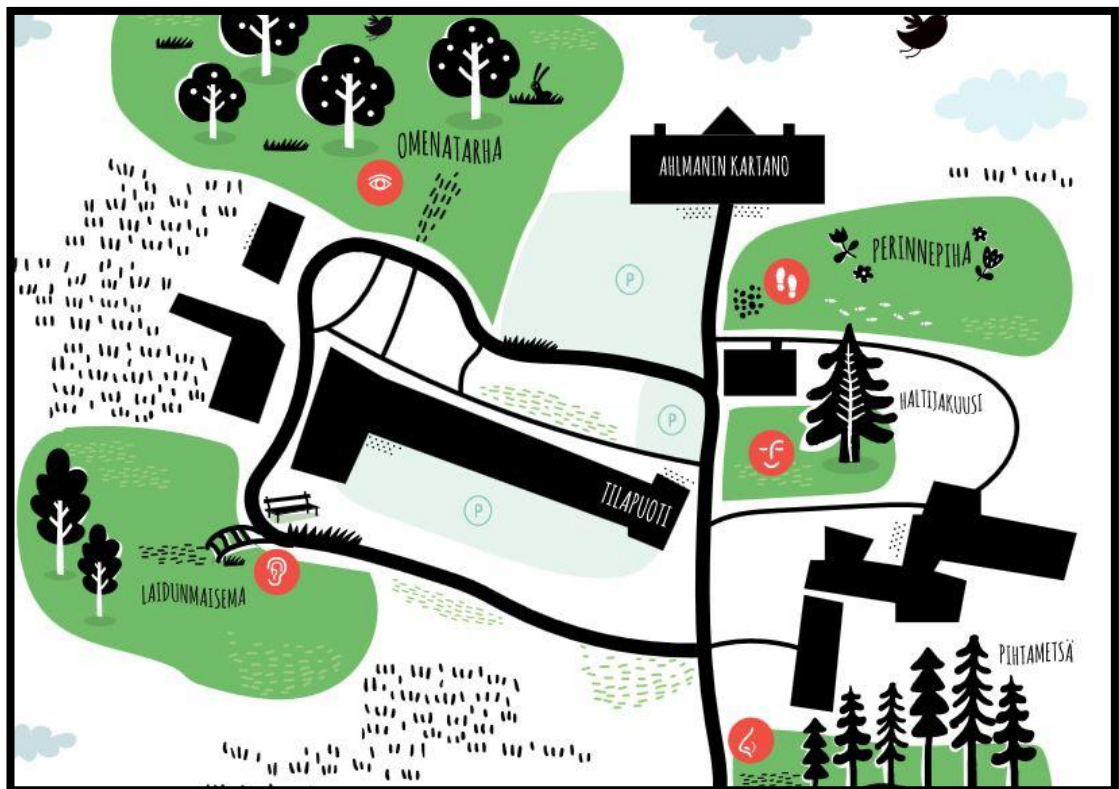 OMENATARHA
AHLMANIN KARTANO
PERINNEPIHA
P
HALTIJAKUUSI
P
TILAPUOTI
P
LAIDUNMAISEMA
PIHTAMETSÄ